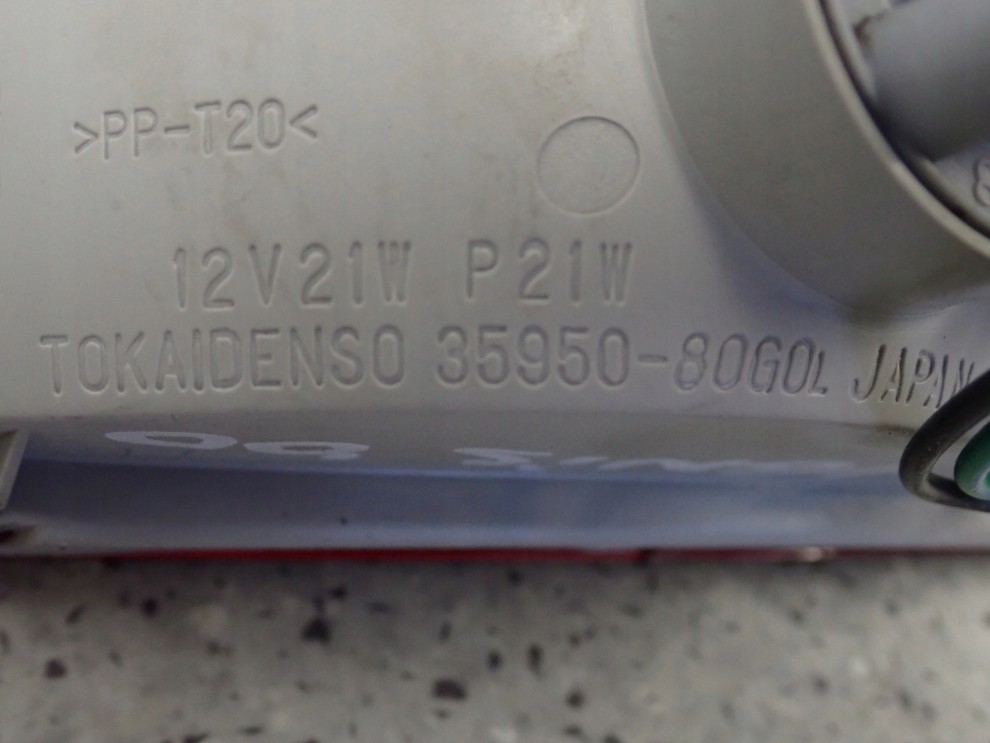 >PP-T20<
12V21W P21W
TOKAIDENSO 35950-80G0L JAPAN